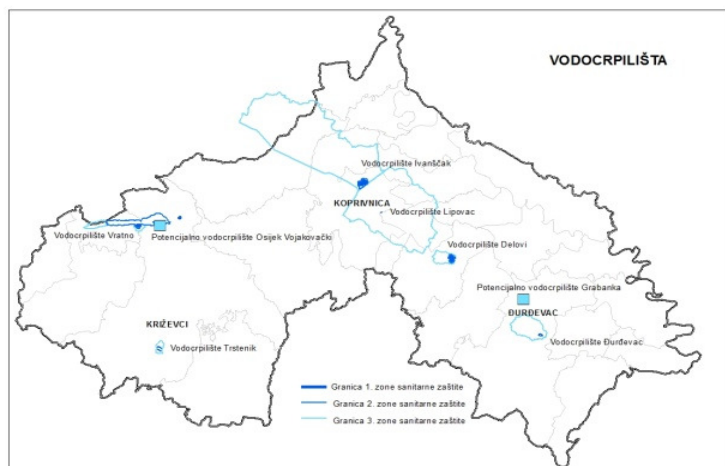 VODOCRPILIŠTA
Vodocrpilište Ivanščak
KOPRIVNICA
Vodocrpilište Lipovac
Vodocrpilište Vratno
Potencijalno vodocrpilište Osijek Vojakovački
Vodocrpilište Delovi
Potencijalno vodocrpilište Grabanka
ĐURĐEVAC
KRIŽEVCI
Vodocrpilište Đurđevac
Vodocrpilište Trstenik
Granica 1. zone sanitarne zaštite
Granica 2. zone sanitarne zaštite
Granica 3. zone sanitarne zaštite